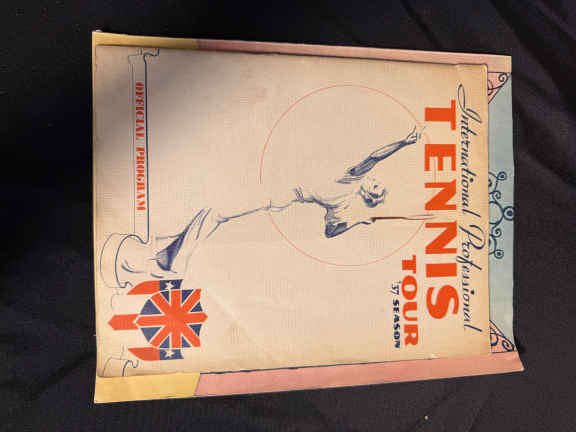 International Professional
TENNIS
TOUR
'37 SEASON
OFFICIAL PROGRAM